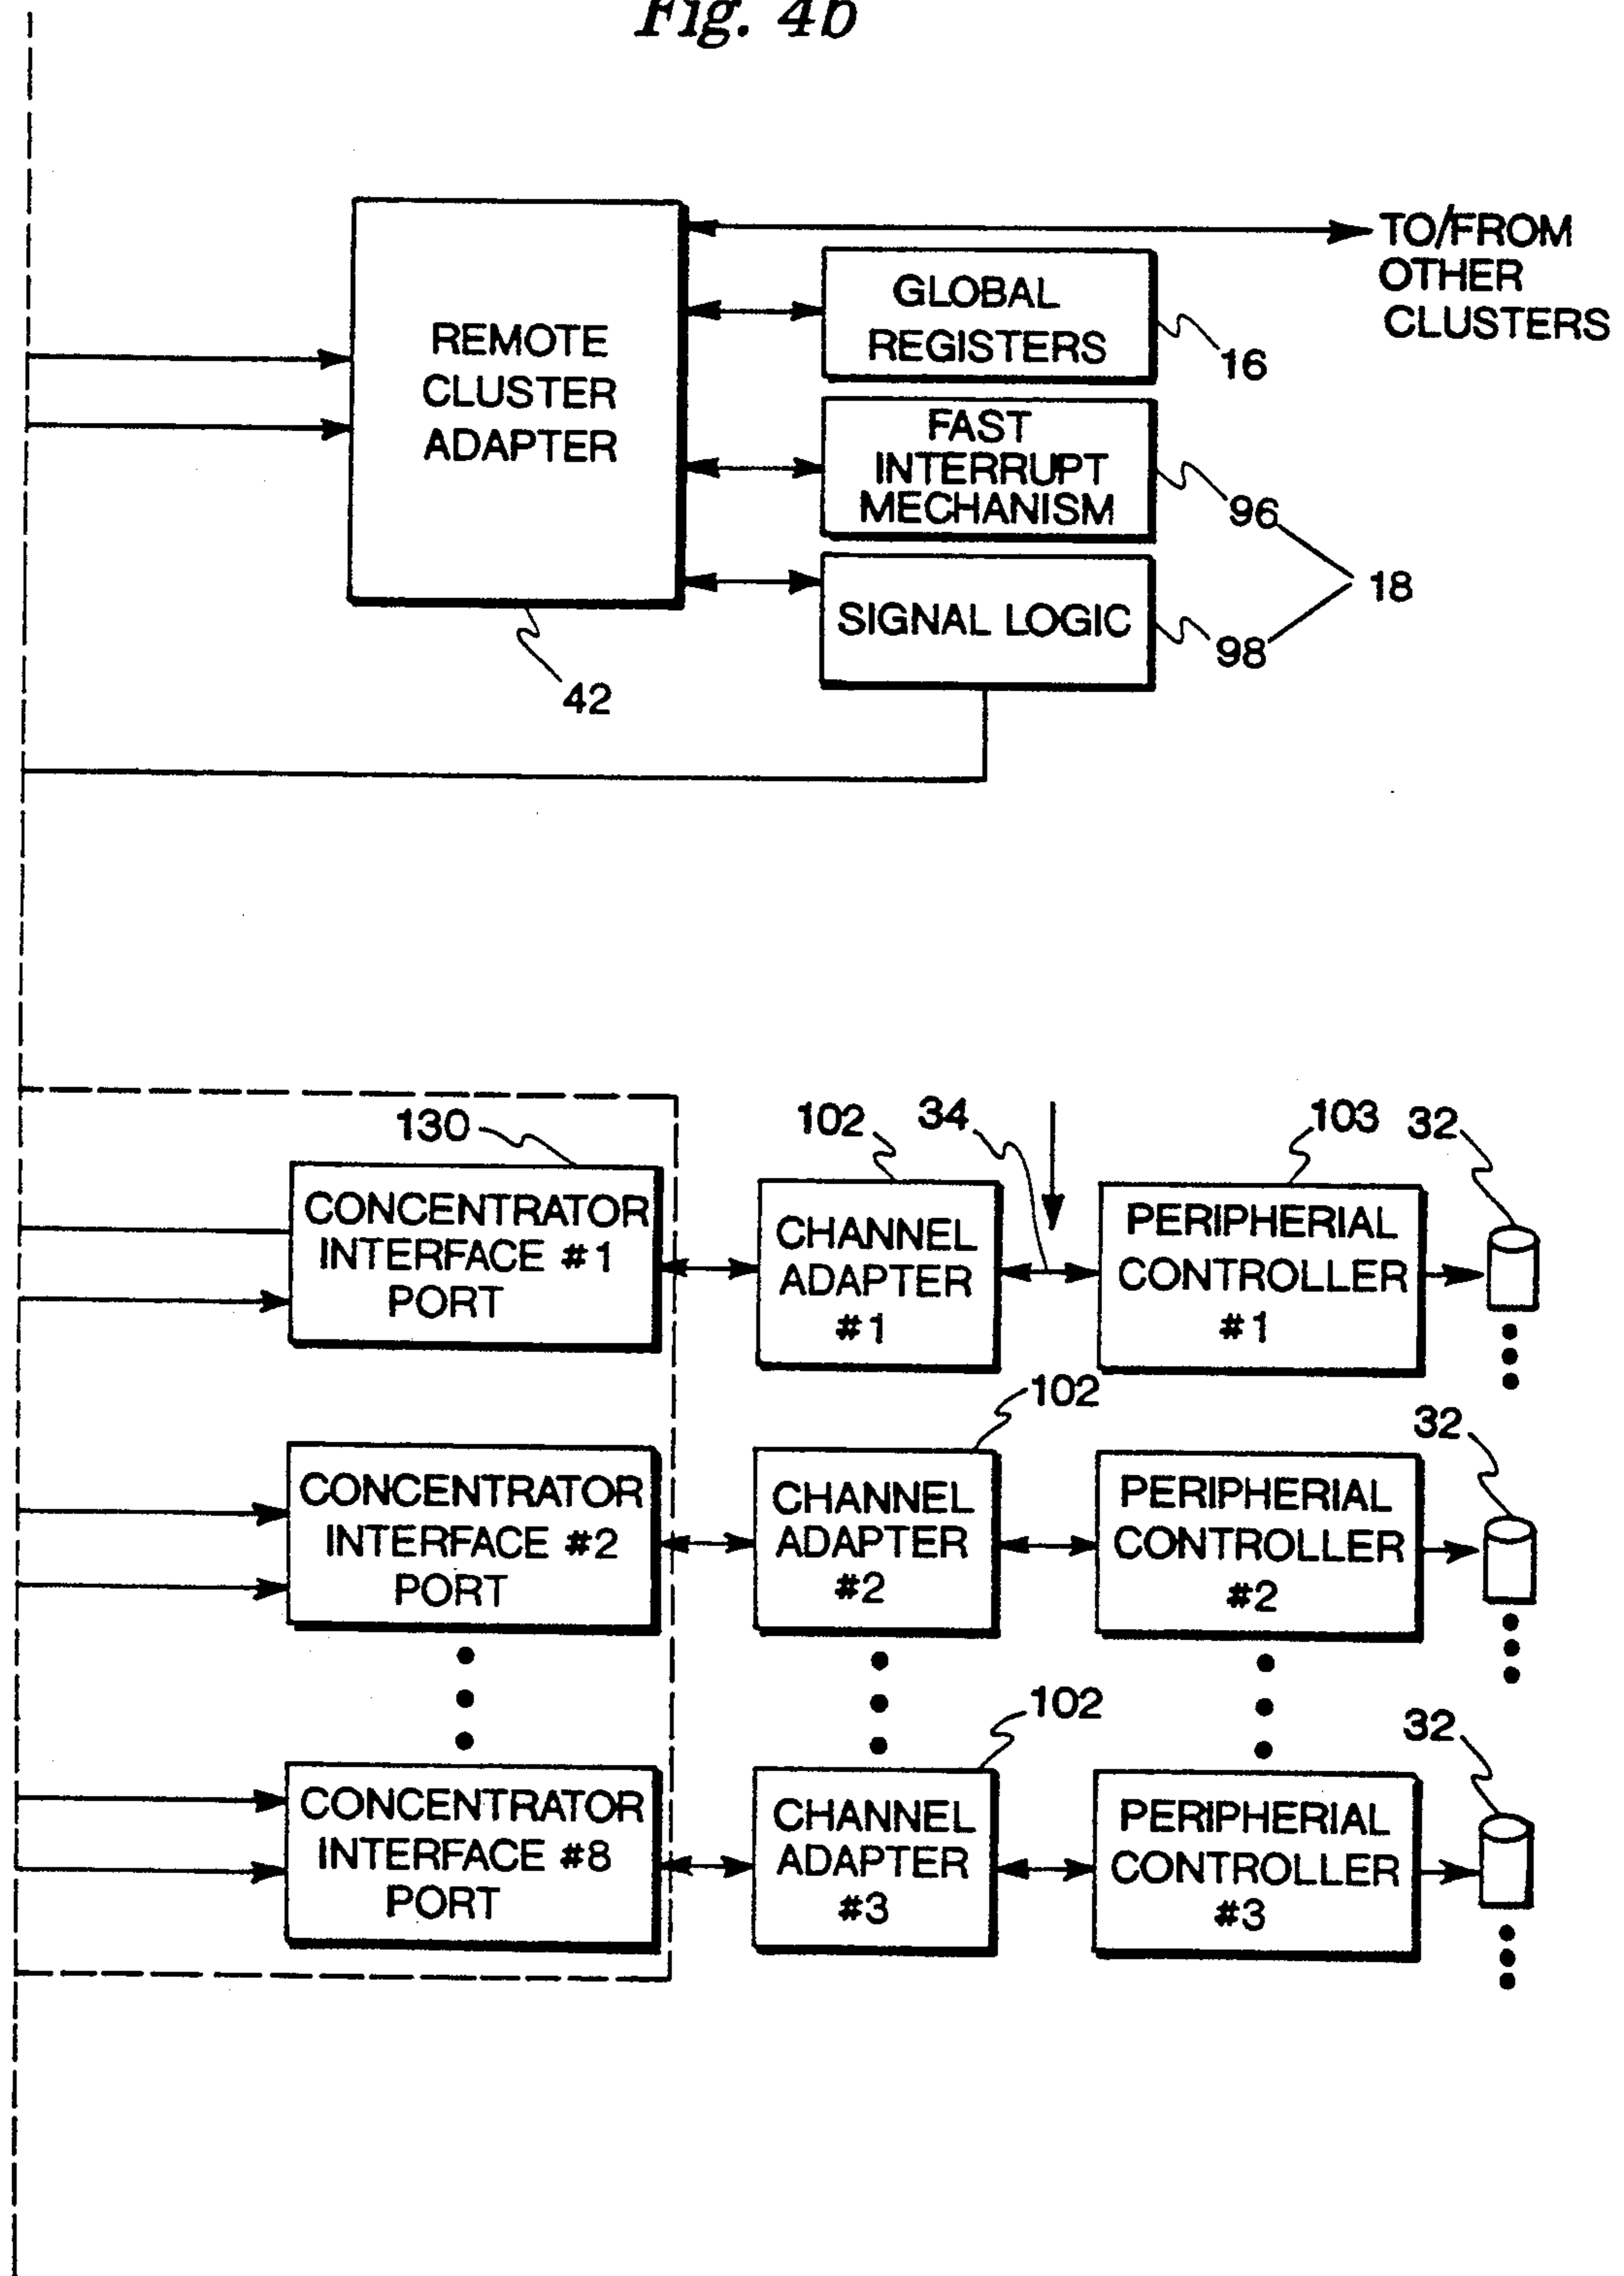 Fig. 4b
TO/FROM
OTHER
CLUSTERS
REMOTE
CLUSTER
ADAPTER
42
GLOBAL
REGISTERS
16
FAST
INTERRUPT
MECHANISM
96
SIGNAL LOGIC
98
18
130
102
34
103
32
CONCENTRATOR
INTERFACE #1
PORT
CHANNEL
ADAPTER
#1
PERIPHERIAL
CONTROLLER
#1
102
32
CONCENTRATOR
INTERFACE #2
PORT
CHANNEL
ADAPTER
#2
PERIPHERIAL
CONTROLLER
#2
102
32
CONCENTRATOR
INTERFACE #8
PORT
CHANNEL
ADAPTER
#3
PERIPHERIAL
CONTROLLER
#3